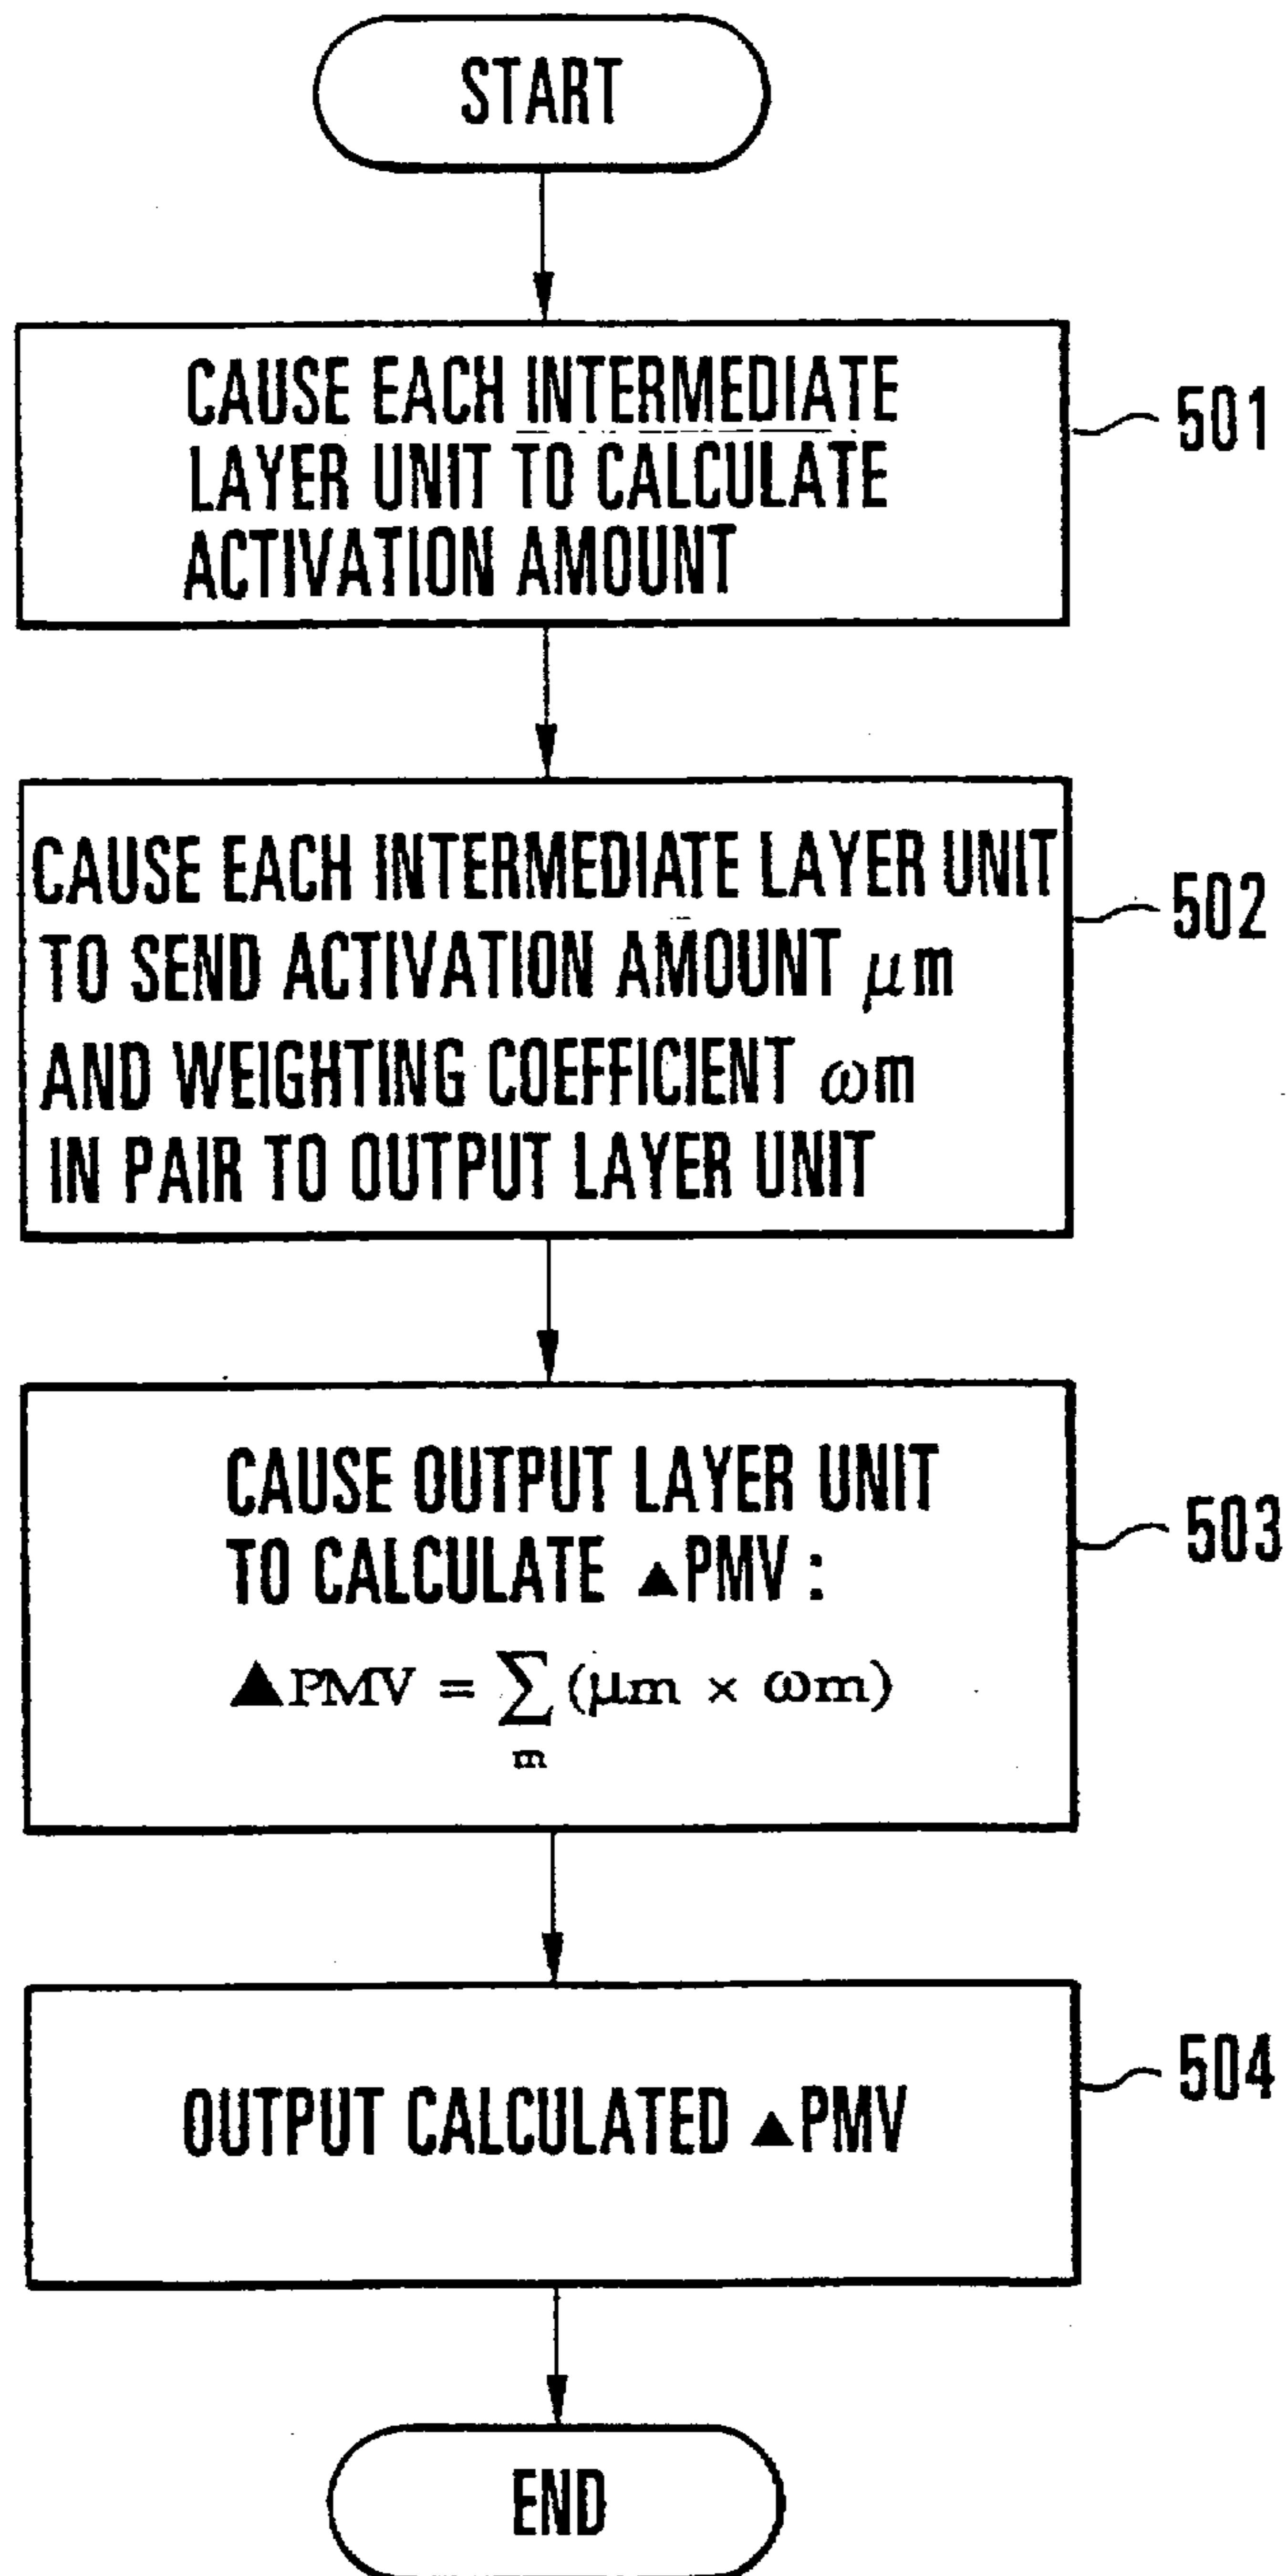 START
CAUSE EACH INTERMEDIATE
LAYER UNIT TO CALCULATE
ACTIVATION AMOUNT
501
CAUSE EACH INTERMEDIATE LAYER UNIT
TO SEND ACTIVATION AMOUNT μm
AND WEIGHTING COEFFICIENT ωm
IN PAIR TO OUTPUT LAYER UNIT
502
CAUSE OUTPUT LAYER UNIT
TO CALCULATE ▲PMV :
▲PMV = ∑ (μm × ωm)
m
503
OUTPUT CALCULATED ▲PMV
504
END